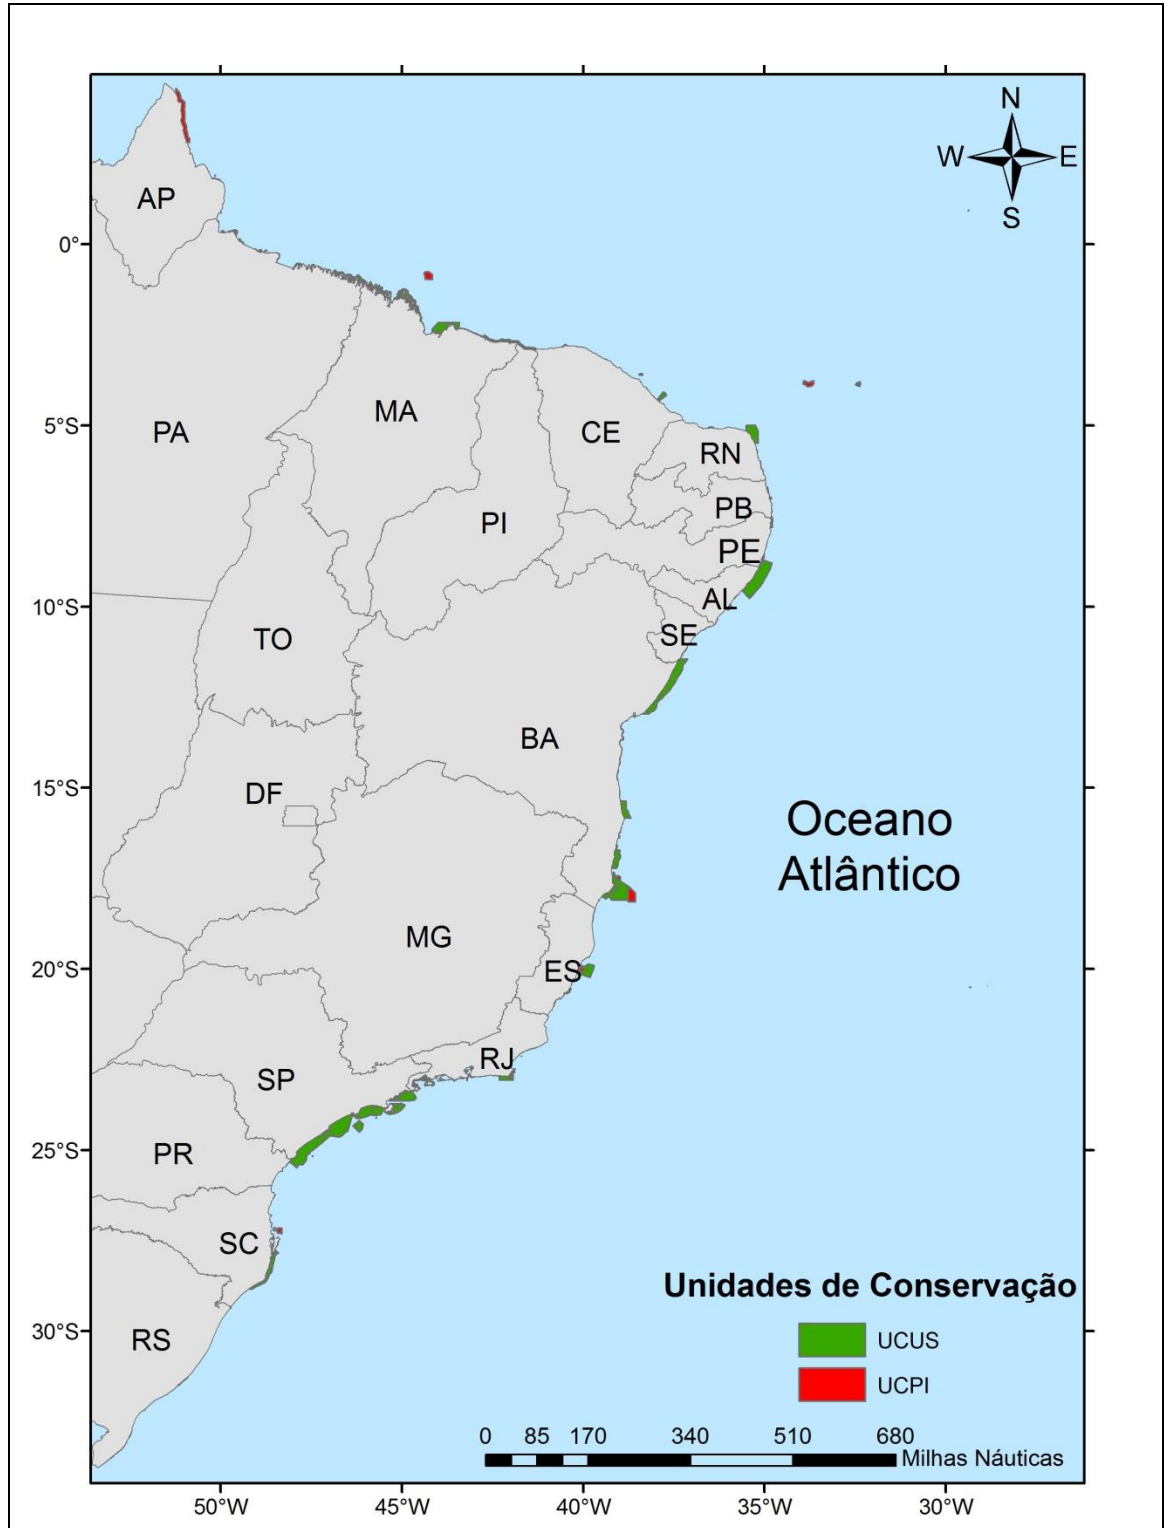 N
W E
S
AP
0°
MA
CE
5°S
PA
RN
PB
PI
PE
AL
10°S
SE
TO
BA
DF
15°S
Oceano
Atlântico
MG
20°S
ES
RJ
SP
25°S
PR
SC
Unidades de Conservação
30°S
RS
UCUS
UCPI
0 85 170 340 510 680
Milhas Náuticas
50°W 45°W 40°W 35°W 30°W